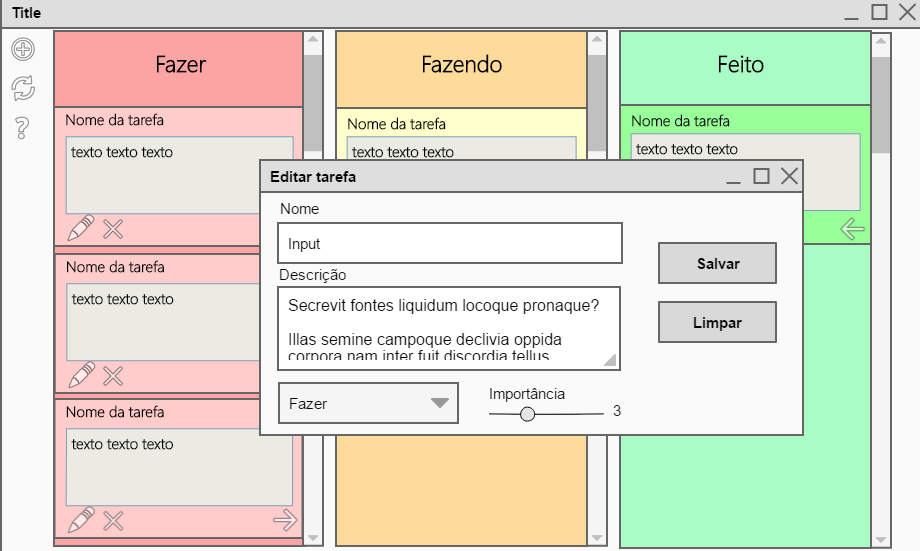 Title
Fazer
Fazendo
Feito
Nome da tarefa
texto texto texto
Nome da tarefa
texto texto texto
Nome da tarefa
texto texto texto
Nome da tarefa
texto texto texto
Nome da tarefa
texto texto texto
Editar tarefa
Nome
Input
Descrição
Secrevit fontes liquidum locoque pronaque?
Illas semine campoque declivia oppida
corpora nam inter fuit discordia tellus
Fazer
Importância
3
Salvar
Limpar